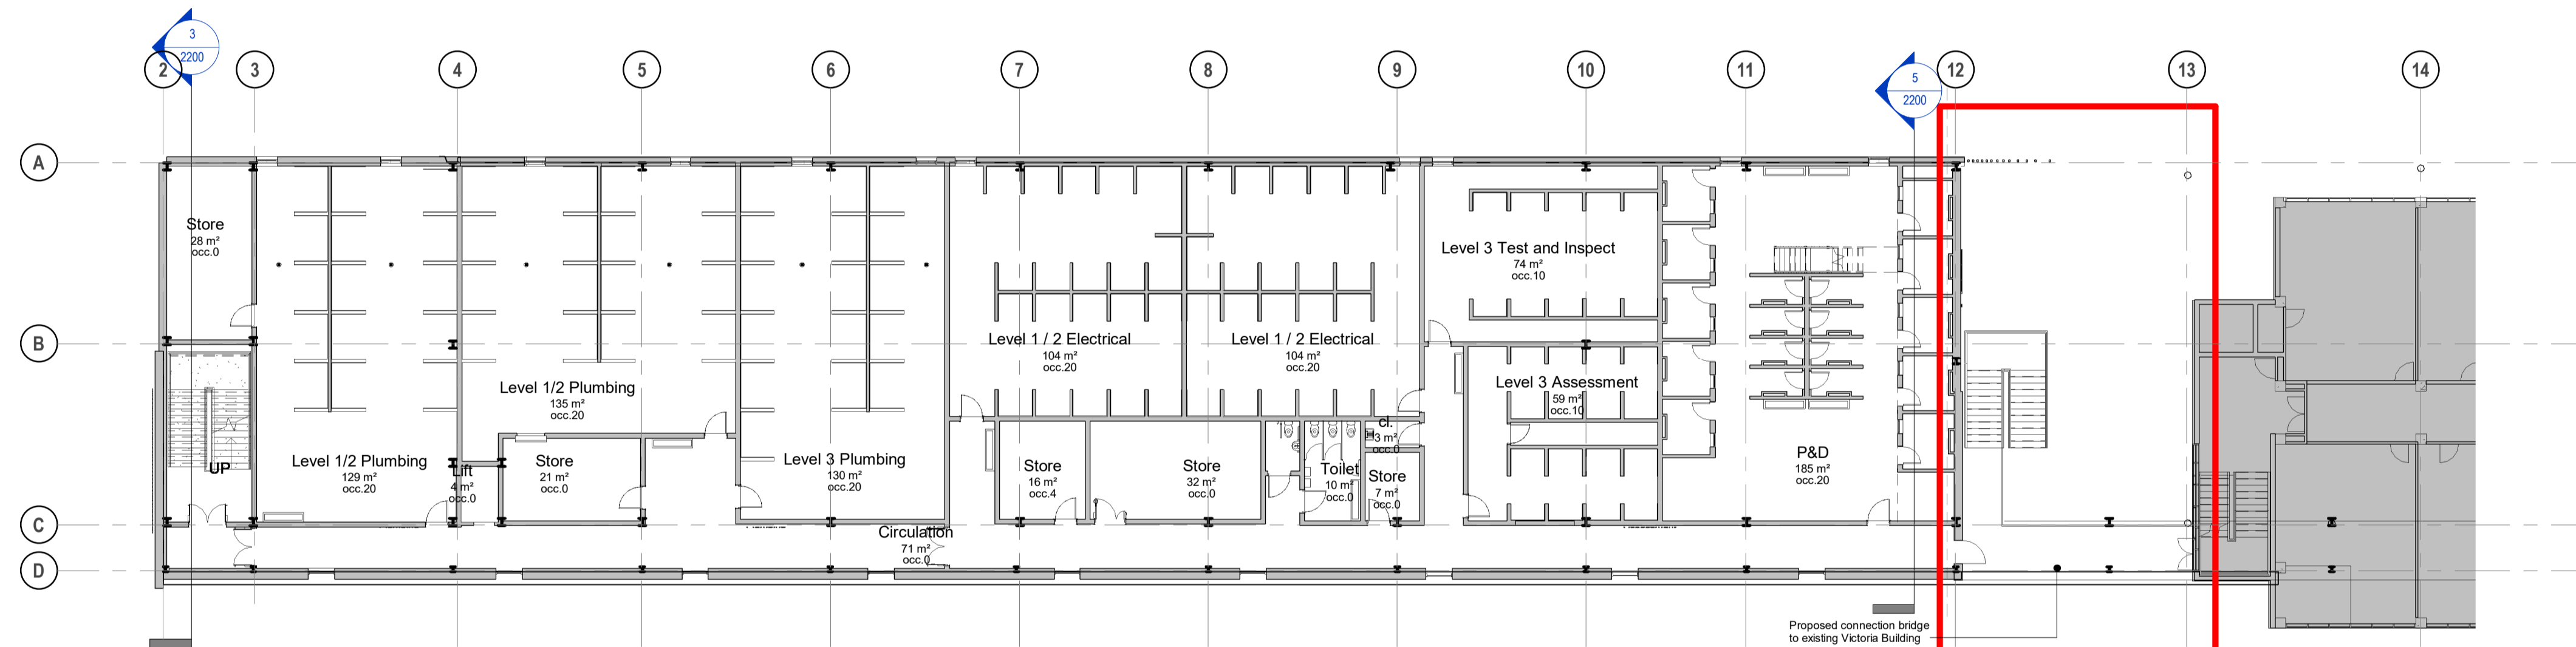 3
2200
5
2200
2
3
4
5
6
7
8
9
10
11
12
13
14
A
B
C
D
Store
28 m²
occ.0
UP
Level 1/2 Plumbing
129 m²
occ.20
Lift
4 m²
occ.0
Level 1/2 Plumbing
135 m²
occ.20
Store
21 m²
occ.0
Level 3 Plumbing
130 m²
occ.20
Circulation
71 m²
occ.0
Level 1 / 2 Electrical
104 m²
occ.20
Level 1 / 2 Electrical
104 m²
occ.20
Store
16 m²
occ.4
Store
32 m²
occ.0
Toilet
10 m²
occ.0
cl.
3 m²
occ.0
Store
7 m²
occ.0
Level 3 Test and Inspect
74 m²
occ.10
Level 3 Assessment
59 m²
occ.10
P&D
185 m²
occ.20
Proposed connection bridge
to existing Victoria Building